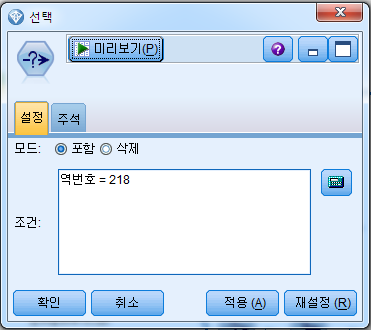 선택
미리보기(P)
설정 주석
모드: 포함 삭제
역번호 = 218
조건:
확인 취소 적용 (A) 재설정 (R)